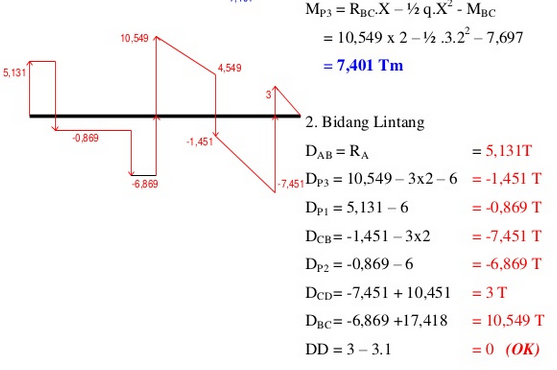 M_P3 = R_BC.X – ½ q.X² - M_BC
= 10,549 x 2 – ½ .3.2² – 7,697
= 7,401 Tm
10,549
5,131
4,549
3
-0,869
-1,451
-6,869
-7,451
2. Bidang Lintang
D_AB = R_A = 5,131T
D_P3 = 10,549 – 3x2 – 6 = -1,451 T
D_P1 = 5,131 – 6 = -0,869 T
D_CB = -1,451 – 3x2 = -7,451 T
D_P2 = -0,869 – 6 = -6,869 T
D_CD = -7,451 + 10,451 = 3 T
D_BC = -6,869 +17,418 = 10,549 T
DD = 3 – 3.1 = 0 (OK)